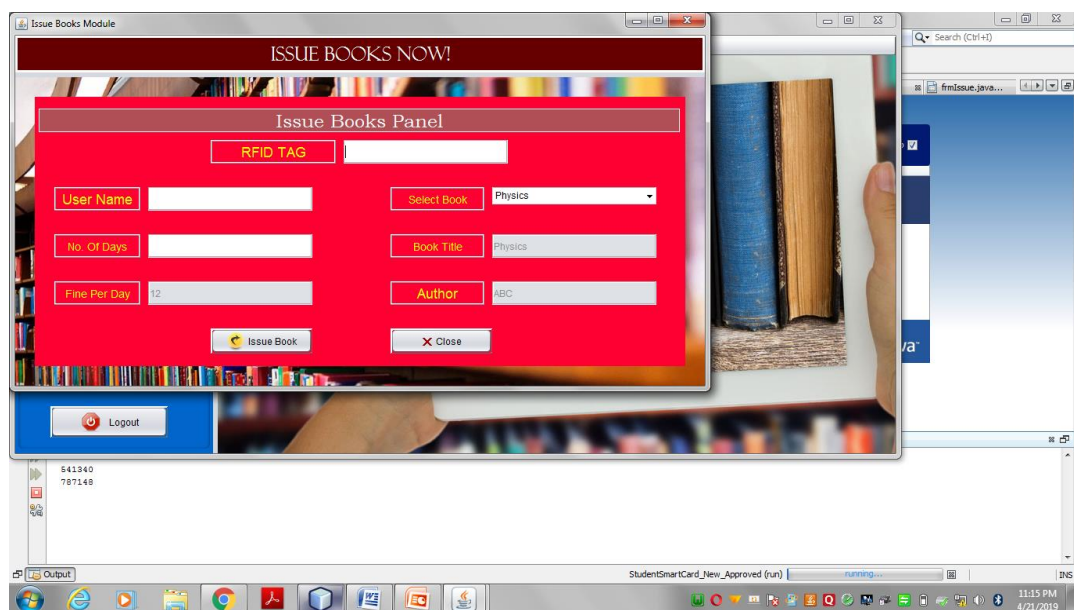 Issue Books Module
ISSUE BOOKS NOW!
Search (Ctrl+I)
frmIssue.java...
Issue Books Panel
RFID TAG
User Name
Select Book Physics
No. Of Days
Book Title Physics
Fine Per Day 12
Author ABC
Issue Book
Close
Logout
541340
787148
Output
StudentSmartCard_New_Approved (run) running...
INS
11:15 PM
4/21/2019